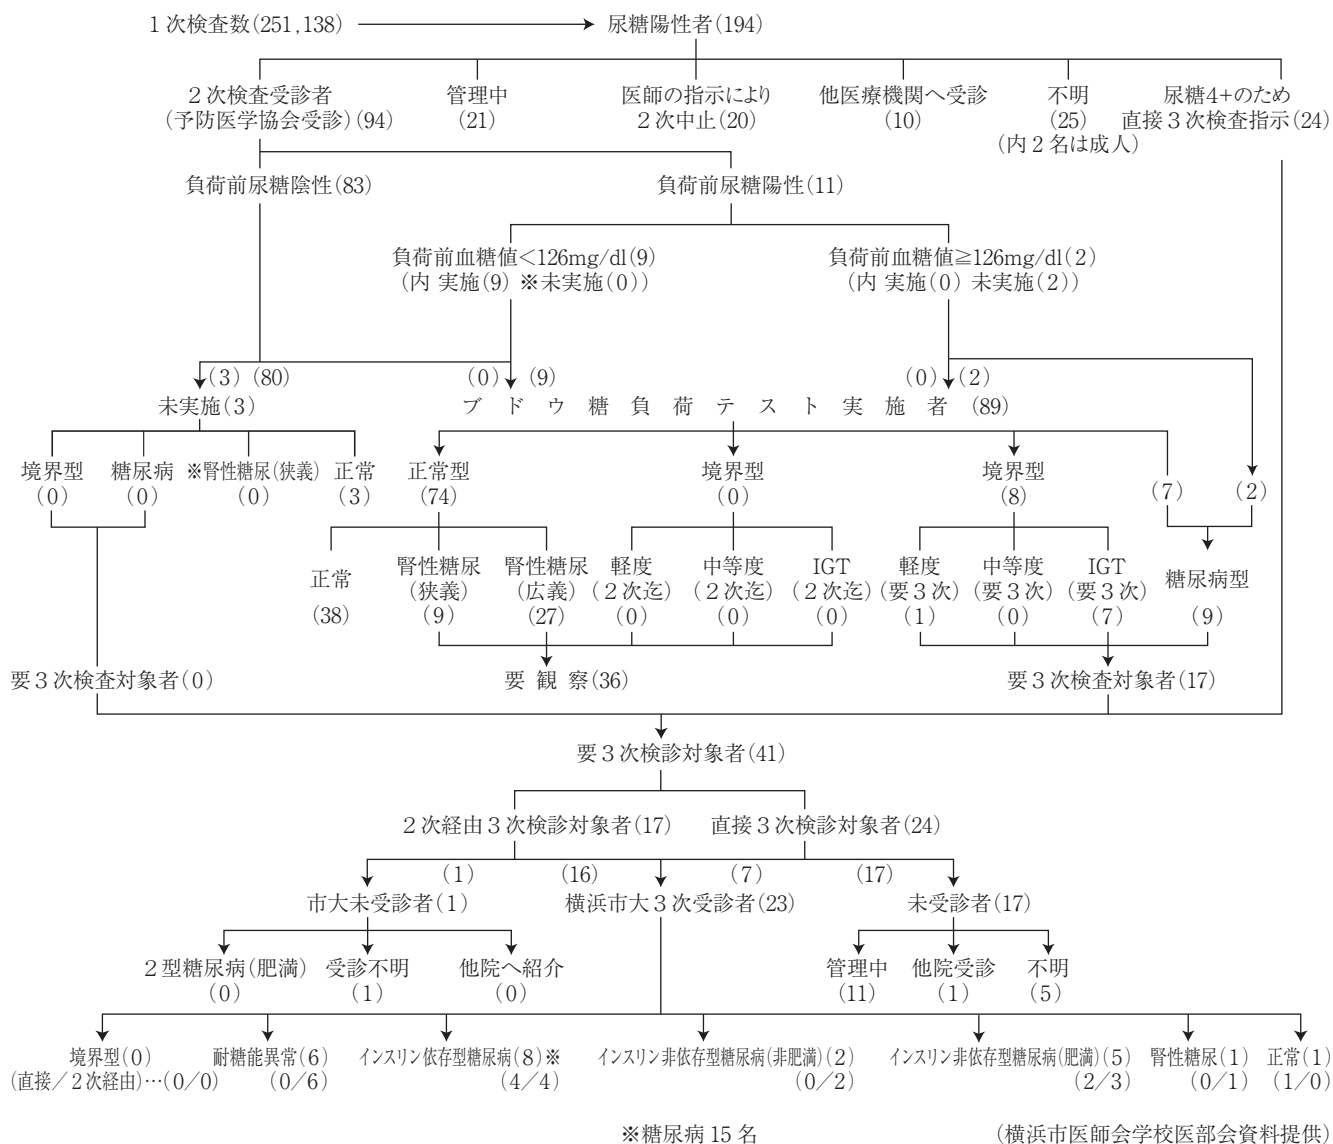 1次検査数(251,138)
尿糖陽性者(194)
2次検査受診者
(予防医学協会受診)(94)
管理中
(21)
医師の指示により
2次中止(20)
他医療機関へ受診
(10)
不明
(25)
(内2名は成人)
尿糖4+のため
直接3次検査指示(24)
負荷前尿糖陰性(83)
負荷前尿糖陽性(11)
負荷前血糖値<126mg/dl(9)
(内 実施(9) ※未実施(0))
負荷前血糖値≧126mg/dl(2)
(内 実施(0) 未実施(2))
(3) (80)
(0) (9)
(0) (2)
未実施(3)
ブドウ糖負荷テスト実施者 (89)
境界型
(0)
糖尿病
(0)
※腎性糖尿(狭義)
(0)
正常
(3)
正常型
(74)
境界型
(0)
境界型
(8)
(7)
(2)
正常
(38)
腎性糖尿
(狭義)
(9)
腎性糖尿
(広義)
(27)
軽度
(2次迄)
(0)
中等度
(2次迄)
(0)
IGT
(2次迄)
(0)
軽度
(要3次)
(1)
中等度
(要3次)
(0)
IGT
(要3次)
(7)
糖尿病型
(9)
要3次検査対象者(0)
要 観 察(36)
要3次検査対象者(17)
要3次検診対象者(41)
2次経由3次検診対象者(17)
直接3次検診対象者(24)
(1)
(16)
(7)
(17)
市大未受診者(1)
横浜市大3次受診者(23)
未受診者(17)
2型糖尿病(肥満)
(0)
受診不明
(1)
他院へ紹介
(0)
管理中
(11)
他院受診
(1)
不明
(5)
境界型(0)
(直接/2次経由)…(0/0)
耐糖能異常(6)
(0/6)
インスリン依存型糖尿病(8)※
(4/4)
インスリン非依存型糖尿病(非肥満)(2)
(0/2)
インスリン非依存型糖尿病(肥満)(5)
(2/3)
腎性糖尿(1)
(0/1)
正常(1)
(1/0)
※糖尿病15名
(横浜市医師会学校医部会資料提供)